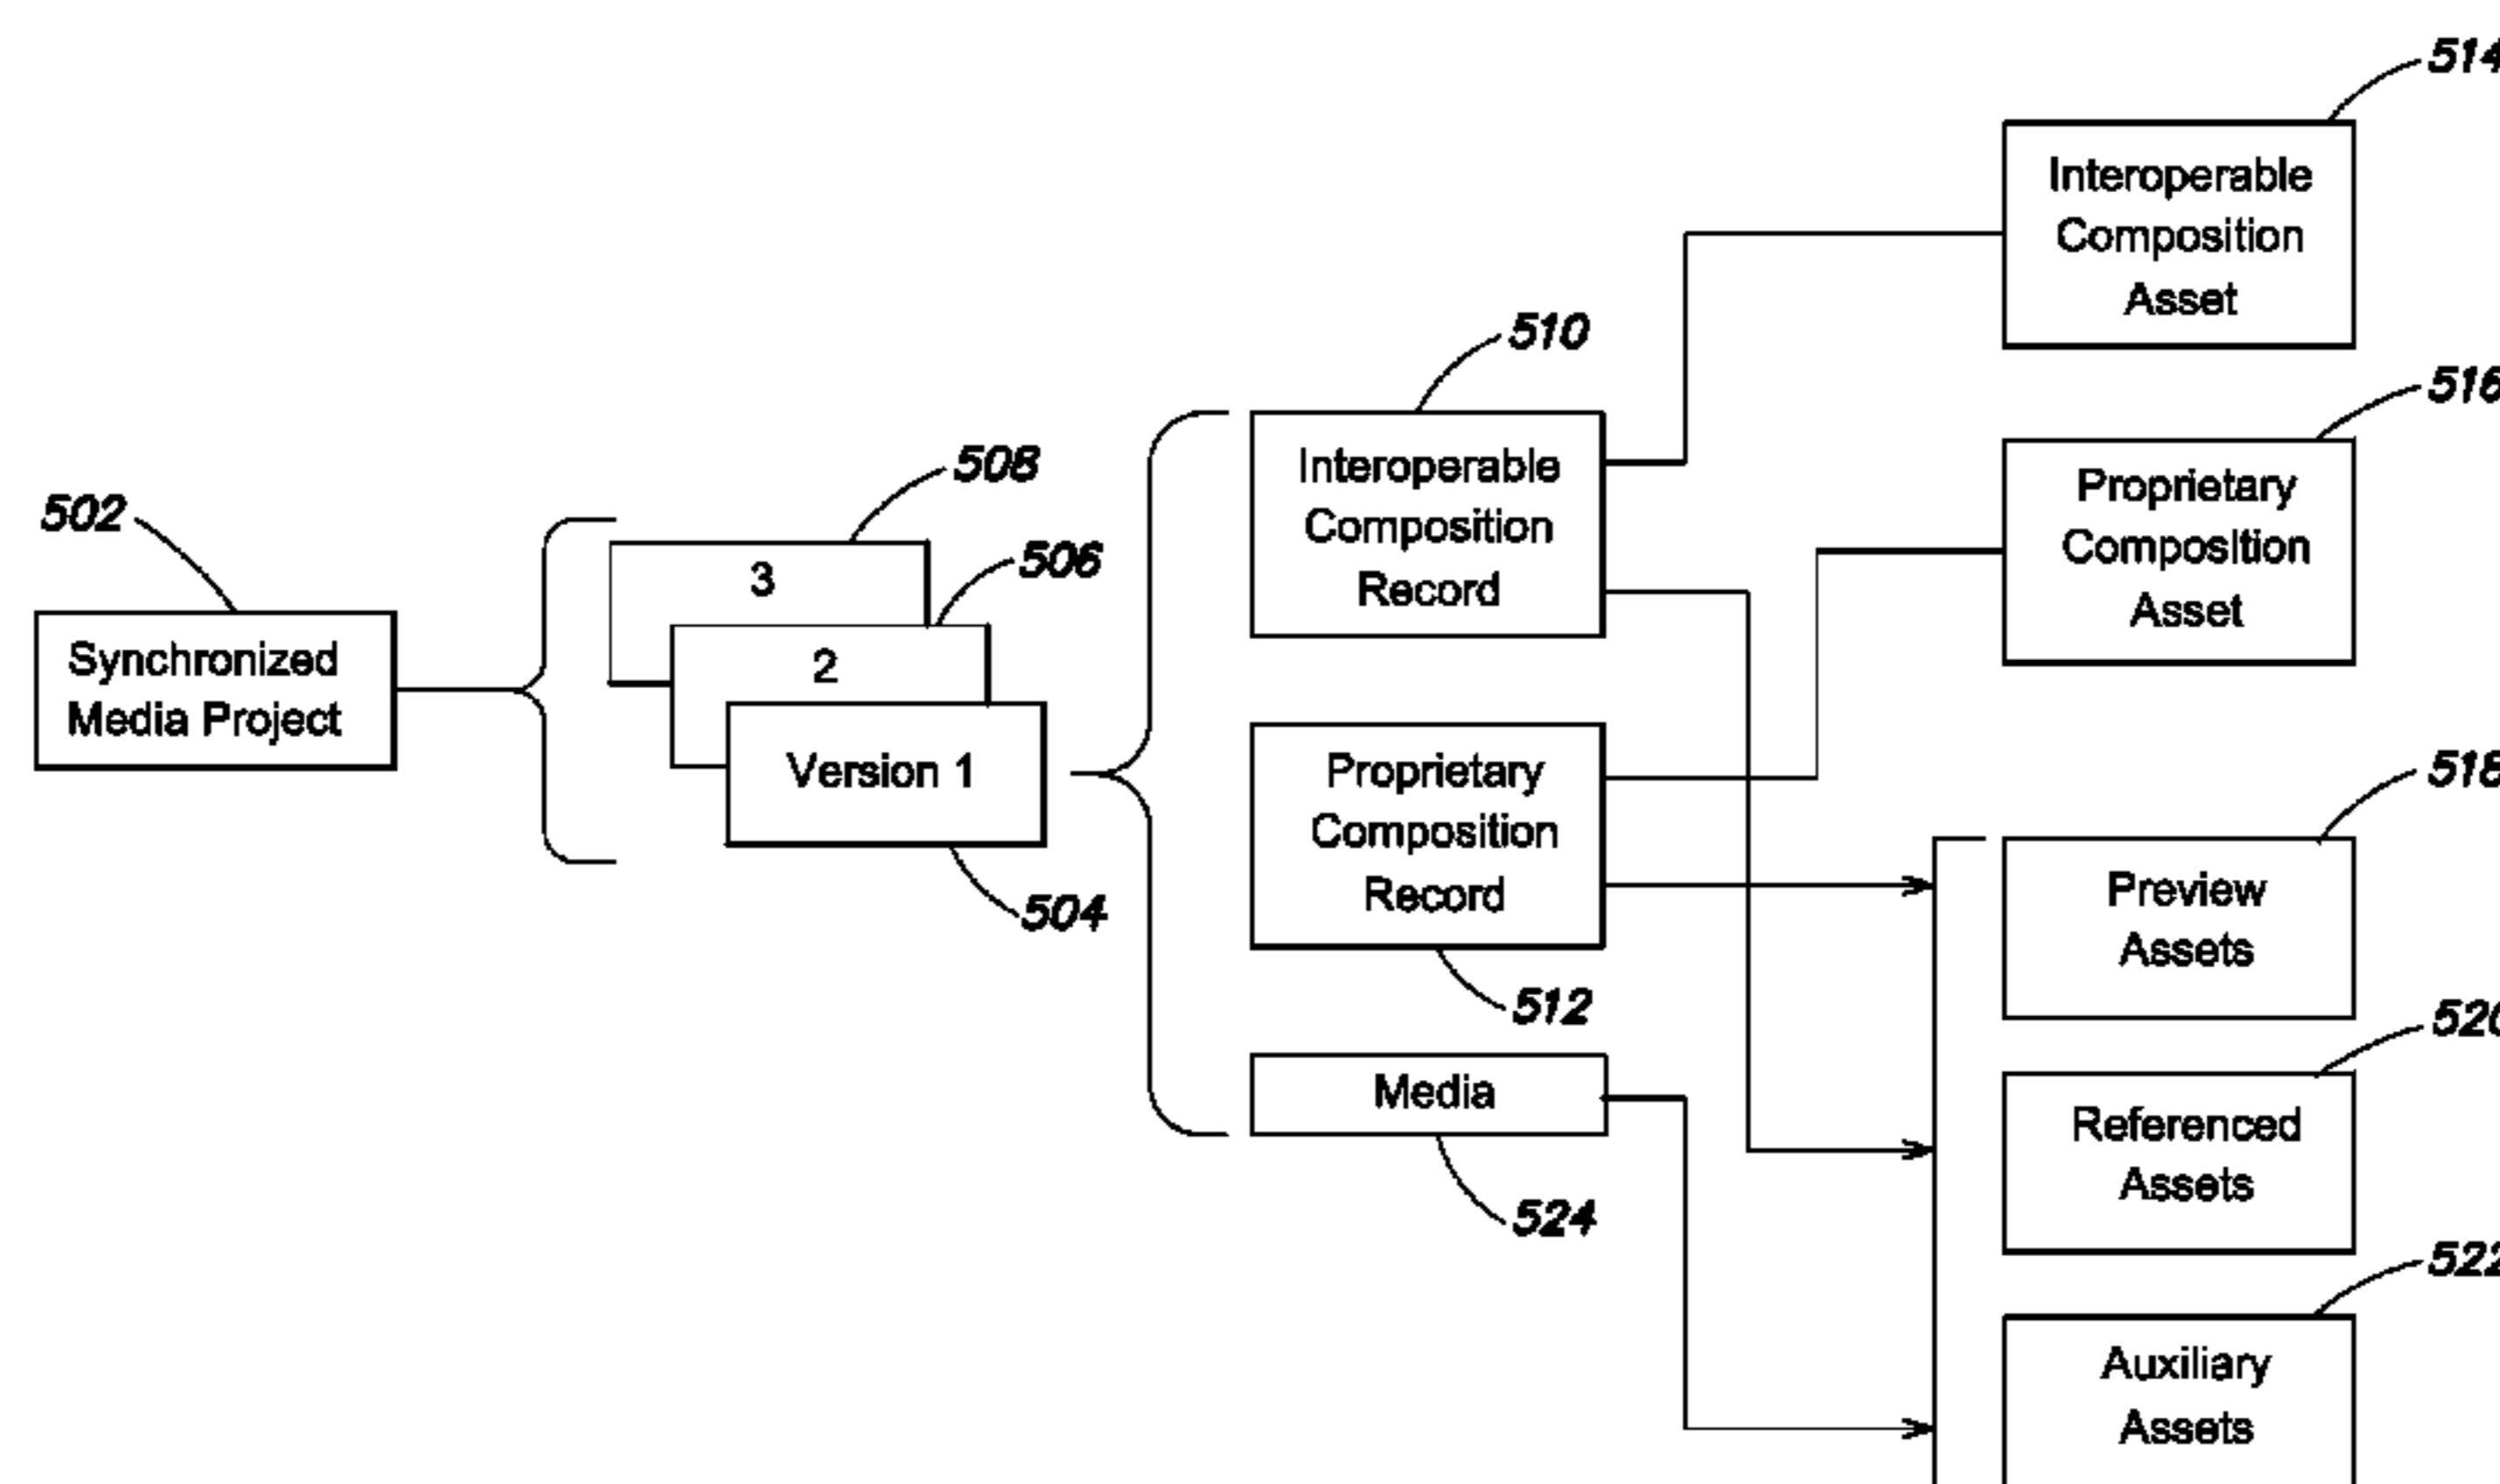 502
Synchronized
Media Project
508
3
506
2
Version 1
504
510
Interoperable
Composition
Record
Proprietary
Composition
Record
512
Media
524
514
Interoperable
Composition
Asset
516
Proprietary
Composition
Asset
518
Preview
Assets
520
Referenced
Assets
522
Auxiliary
Assets